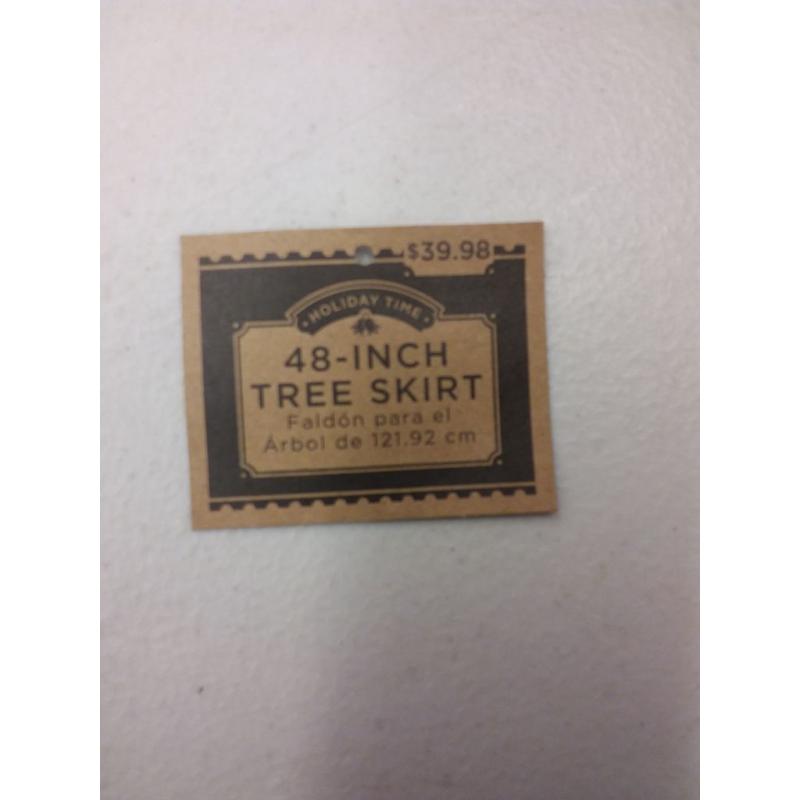 $39.98
HOLIDAY TIME
48-INCH
TREE SKIRT
Faldón para el
Árbol de 121.92 cm